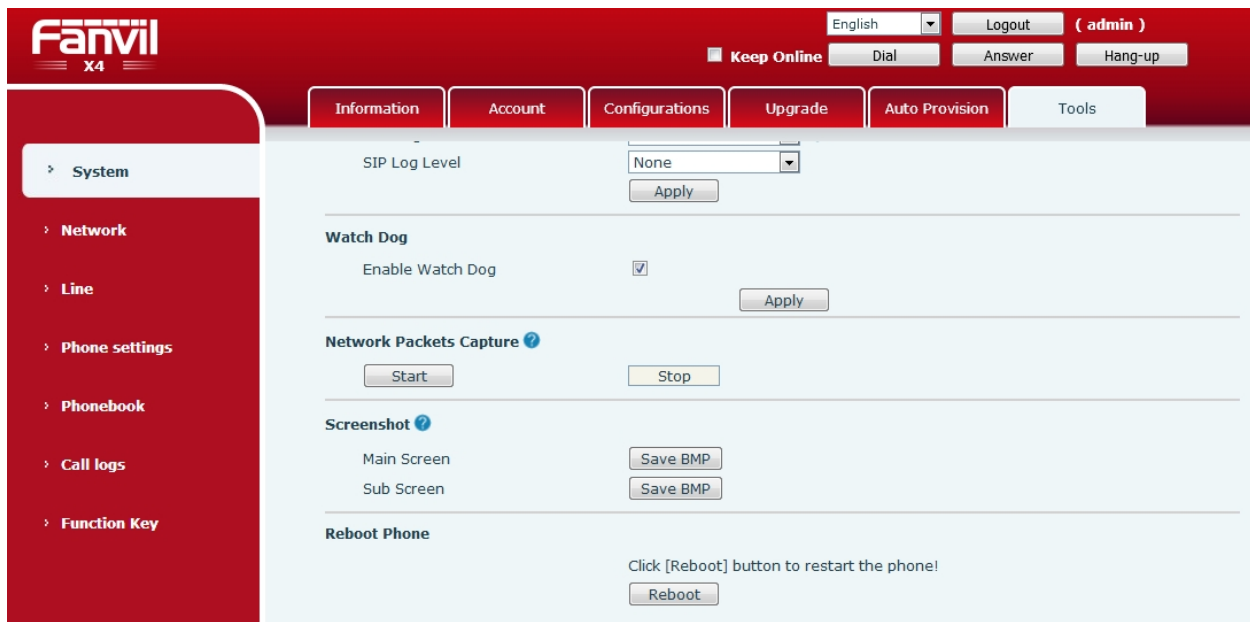 Fanvil
X4
English
Logout
( admin )
Keep Online
Dial
Answer
Hang-up
Information
Account
Configurations
Upgrade
Auto Provision
Tools
System
Network
Line
Phone settings
Phonebook
Call logs
Function Key
SIP Log Level
None
Apply
Watch Dog
Enable Watch Dog
Apply
Network Packets Capture ?
Start
Stop
Screenshot ?
Main Screen
Save BMP
Sub Screen
Save BMP
Reboot Phone
Click [Reboot] button to restart the phone!
Reboot